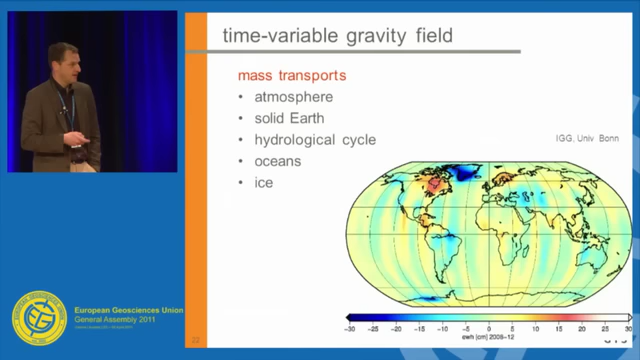 time-variable gravity field
mass transports
• atmosphere
• solid Earth
• hydrological cycle
• oceans
• ice
IGG, Univ Bonn
−30 −25 −20 −15 −10 −5 0 5 10 15 20 25 30
ewh [cm] 2008−12
22
European Geosciences Union
General Assembly 2011